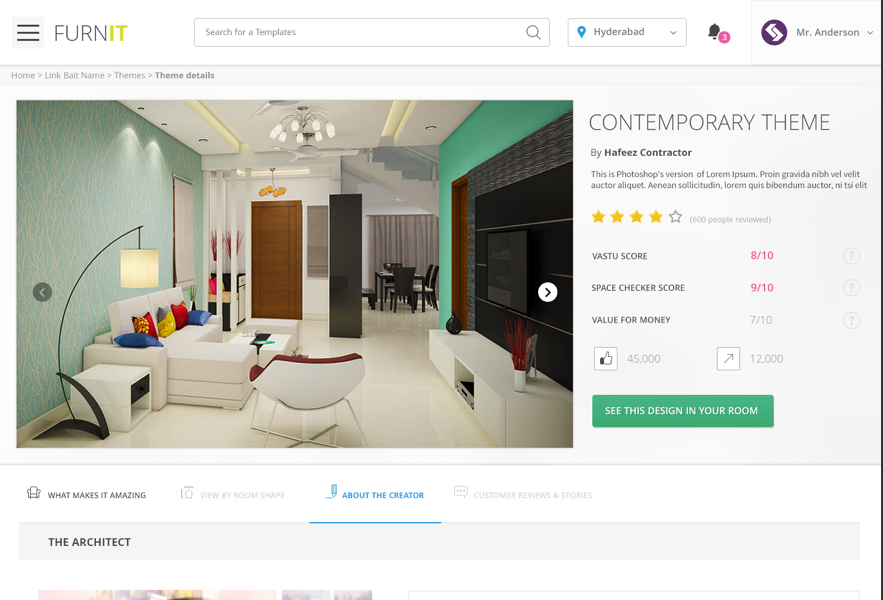 FURNIT
Search for a Templates
Hyderabad
3
Mr. Anderson
Home > Link Bait Name > Themes > Theme details
CONTEMPORARY THEME
By Hafeez Contractor
This is Photoshop's version of Lorem Ipsum. Proin gravida nibh vel velit
auctor aliquet. Aenean sollicitudin, lorem quis bibendum auctor, ni tsi elit
(600 people reviewed)
VASTU SCORE 8/10 ?
SPACE CHECKER SCORE 9/10 ?
VALUE FOR MONEY 7/10 ?
45,000 12,000
SEE THIS DESIGN IN YOUR ROOM
WHAT MAKES IT AMAZING VIEW BY ROOM SHAPE ABOUT THE CREATOR CUSTOMER REVIEWS & STORIES
THE ARCHITECT